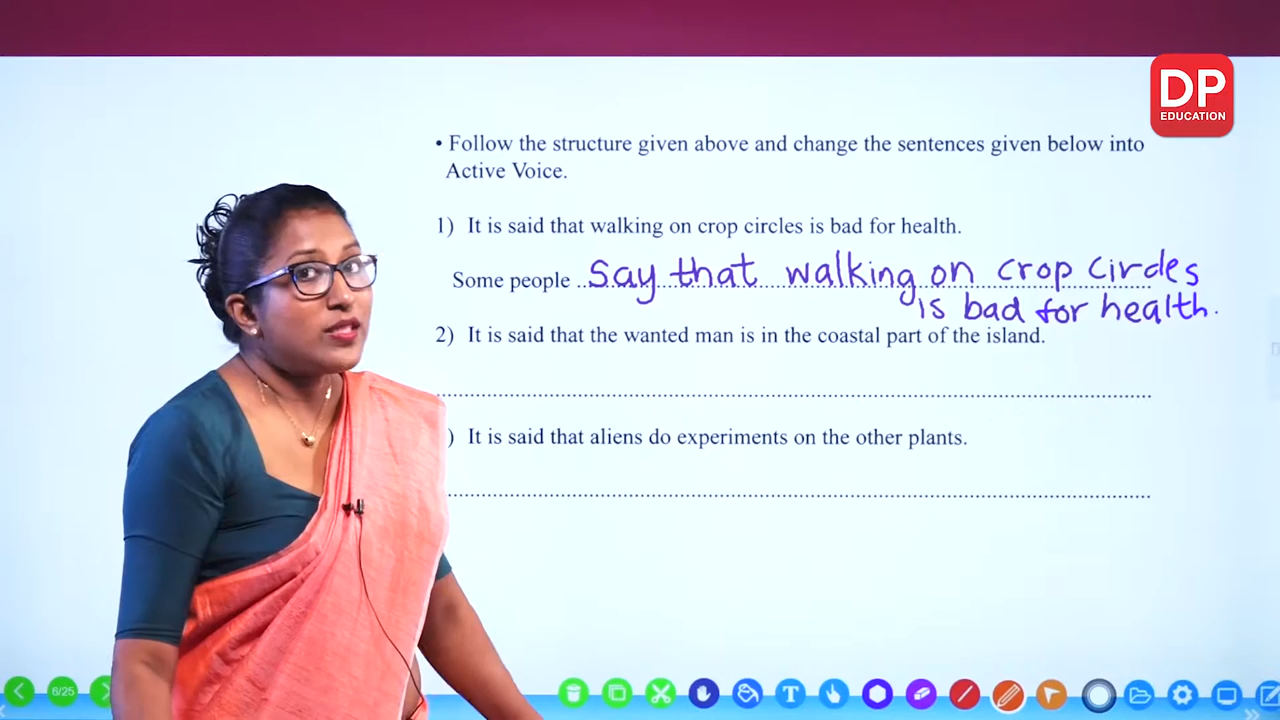 DP
EDUCATION
• Follow the structure given above and change the sentences given below into
Active Voice.
1) It is said that walking on crop circles is bad for health.
Some people say that walking on crop circles
is bad for health.
2) It is said that the wanted man is in the coastal part of the island.
) It is said that aliens do experiments on the other plants.
6/25
T